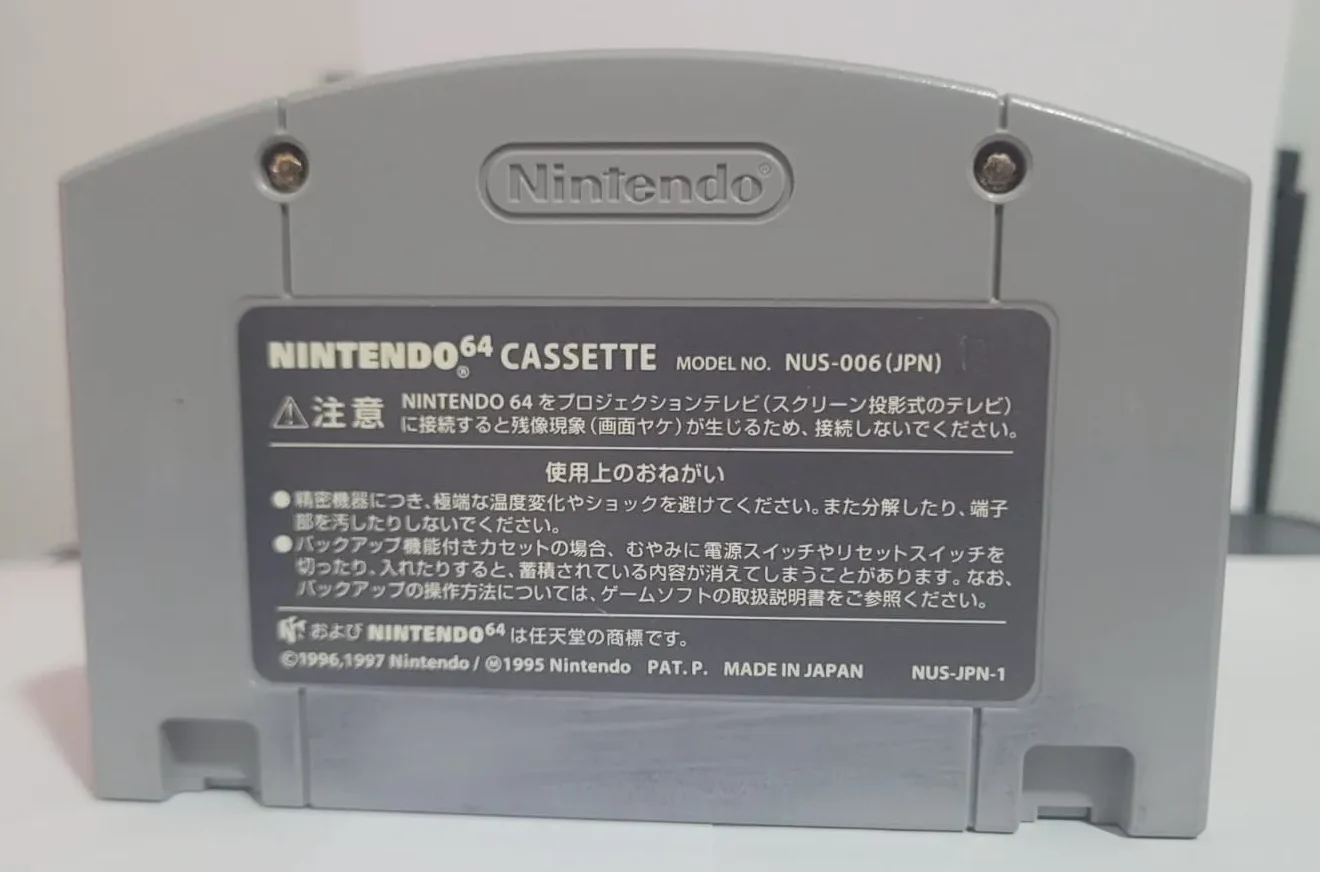 Nintendo®
NINTENDO®64 CASSETTE MODEL NO. NUS-006(JPN)
⚠注意 NINTENDO 64 をプロジェクションテレビ(スクリーン投影式のテレビ)
に接続すると残像現象(画面ヤケ)が生じるため、接続しないでください。
使用上のおねがい
●精密機器につき、極端な温度変化やショックを避けてください。また分解したり、端子
部を汚したりしないでください。
●バックアップ機能付きカセットの場合、むやみに電源スイッチやリセットスイッチを
切ったり、入れたりすると、蓄積されている内容が消えてしまうことがあります。なお、
バックアップの操作方法については、ゲームソフトの取扱説明書をご参照ください。
および NINTENDO64 は任天堂の商標です。
©1996,1997 Nintendo / Ⓜ1995 Nintendo PAT. P. MADE IN JAPAN NUS-JPN-1